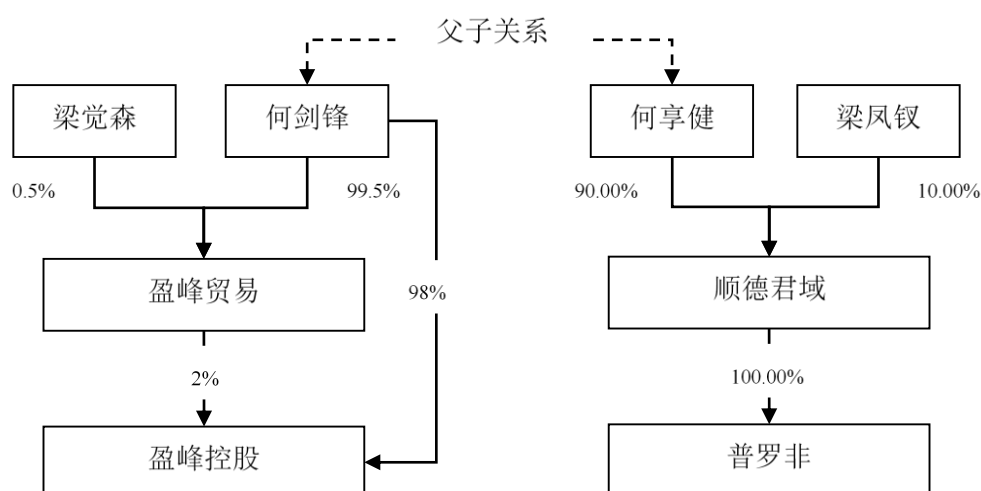 父子关系
梁觉森
何剑锋
何享健
梁凤钗
0.5%
99.5%
90.00%
10.00%
盈峰贸易
顺德君域
98%
2%
100.00%
盈峰控股
普罗非